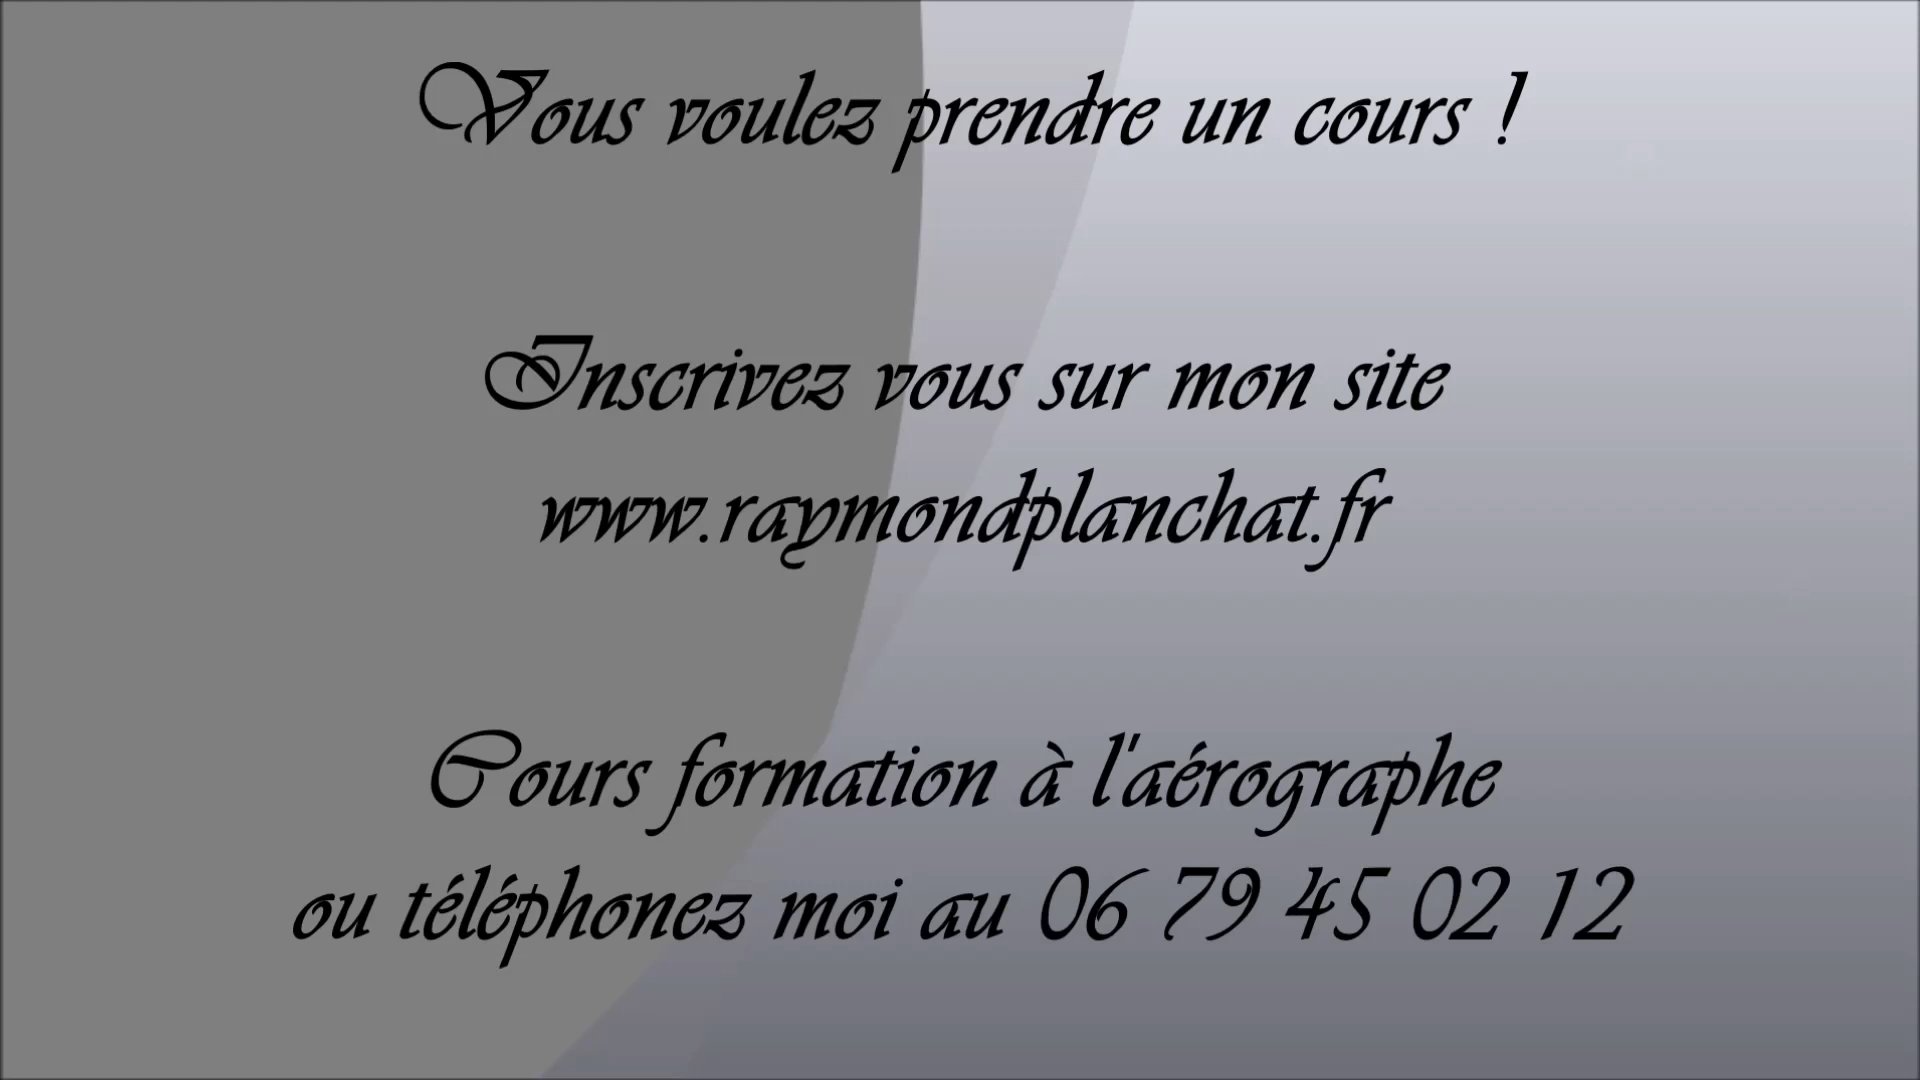 Vous voulez prendre un cours !
Inscrivez vous sur mon site
www.raymondplanchat.fr
Cours formation à l'aérographe
ou téléphonez moi au 06 79 45 02 12